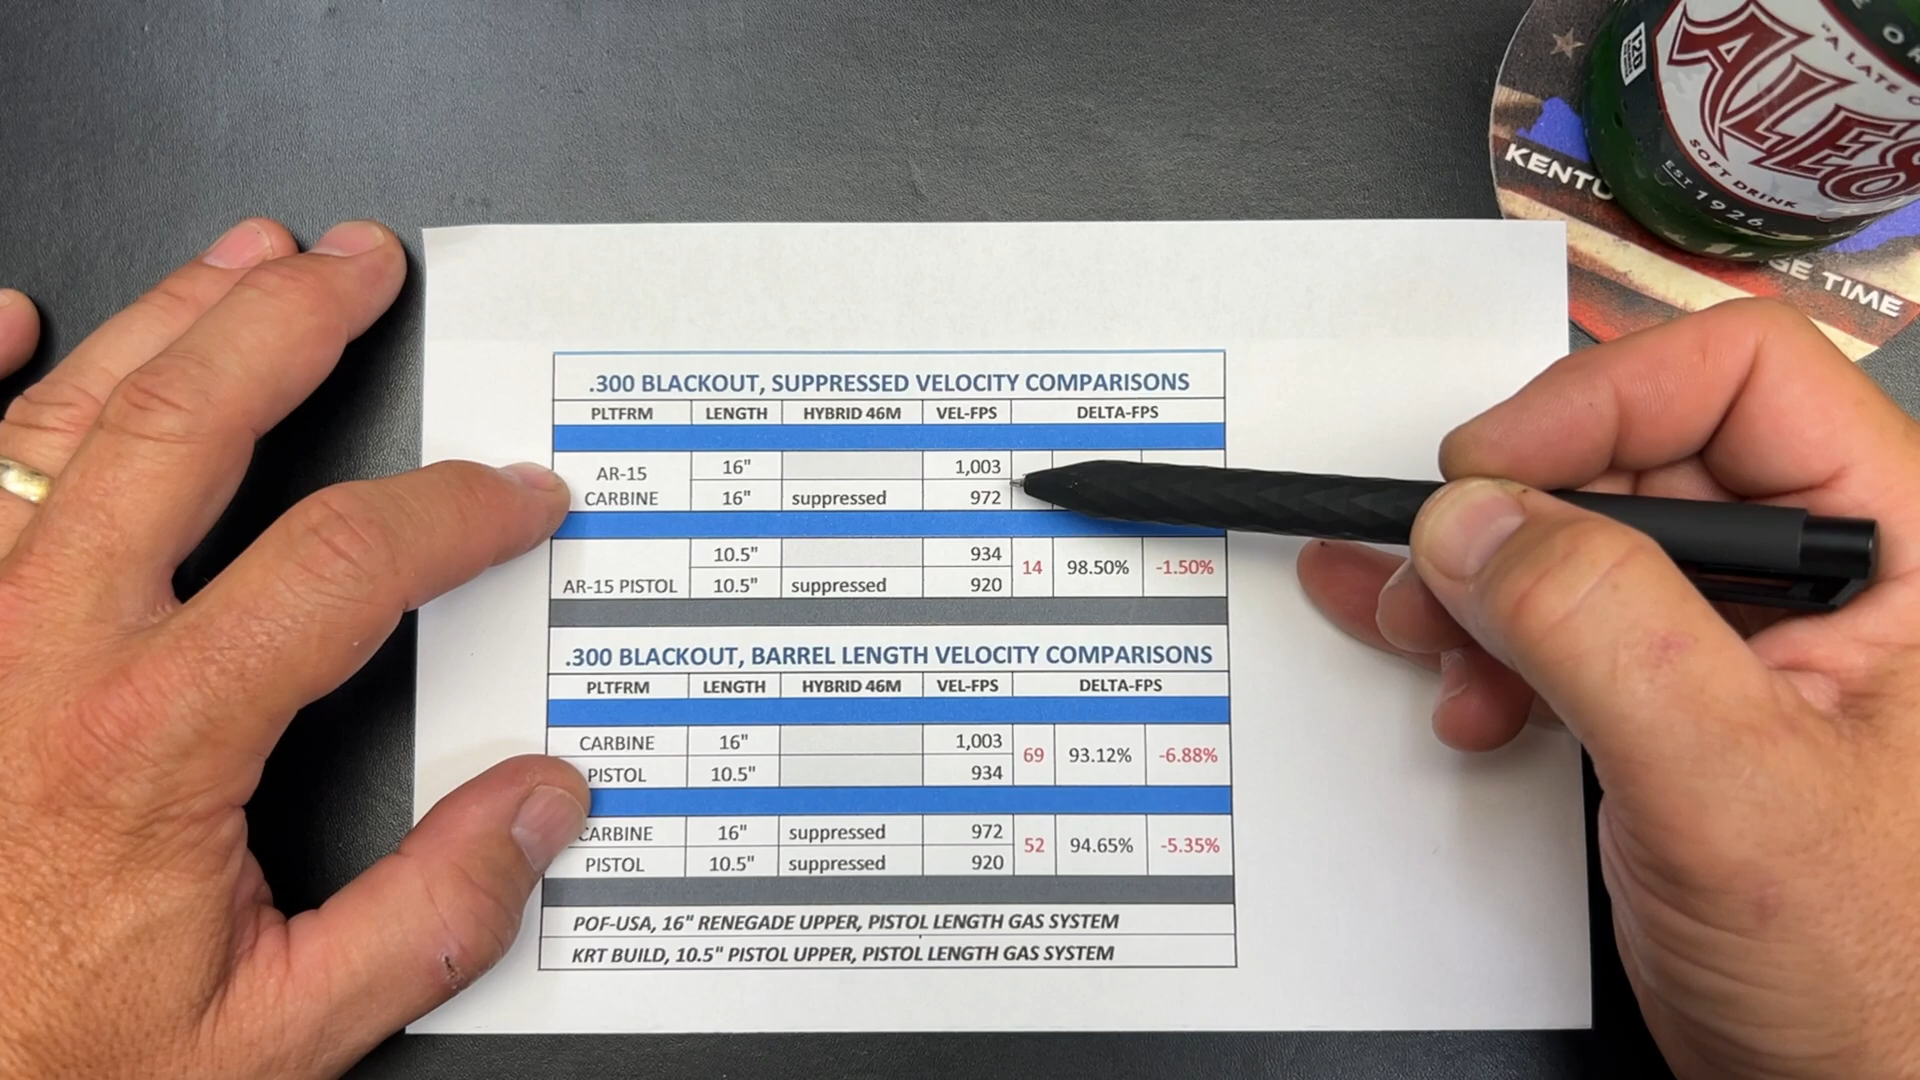 "A LATE O
120
ALE8
SOFT DRINK
EST 1926
KENTU
GE TIME
.300 BLACKOUT, SUPPRESSED VELOCITY COMPARISONS
PLTFRM LENGTH HYBRID 46M VEL-FPS DELTA-FPS
AR-15 CARBINE 16" 1,003
16" suppressed 972
10.5" 934 14 98.50% -1.50%
AR-15 PISTOL 10.5" suppressed 920
.300 BLACKOUT, BARREL LENGTH VELOCITY COMPARISONS
PLTFRM LENGTH HYBRID 46M VEL-FPS DELTA-FPS
CARBINE 16" 1,003 69 93.12% -6.88%
PISTOL 10.5" 934
CARBINE 16" suppressed 972 52 94.65% -5.35%
PISTOL 10.5" suppressed 920
POF-USA, 16" RENEGADE UPPER, PISTOL LENGTH GAS SYSTEM
KRT BUILD, 10.5" PISTOL UPPER, PISTOL LENGTH GAS SYSTEM